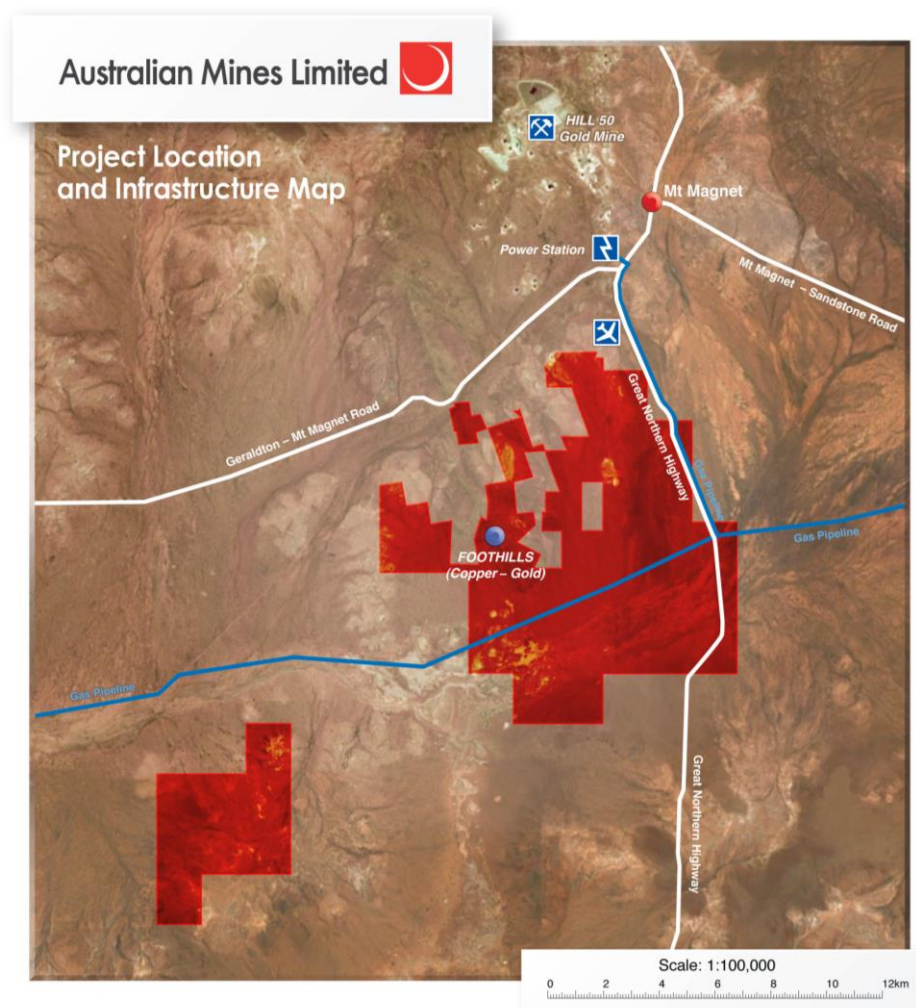 Australian Mines Limited
Project Location
and Infrastructure Map
HILL 50
Gold Mine
Mt Magnet
Power Station
Mt Magnet – Sandstone Road
Great Northern Highway
Geraldton – Mt Magnet Road
Gas Pipeline
Gas Pipeline
FOOTHILLS
(Copper – Gold)
Gas Pipeline
Great Northern Highway
Scale: 1:100,000
0 2 4 6 8 10 12km